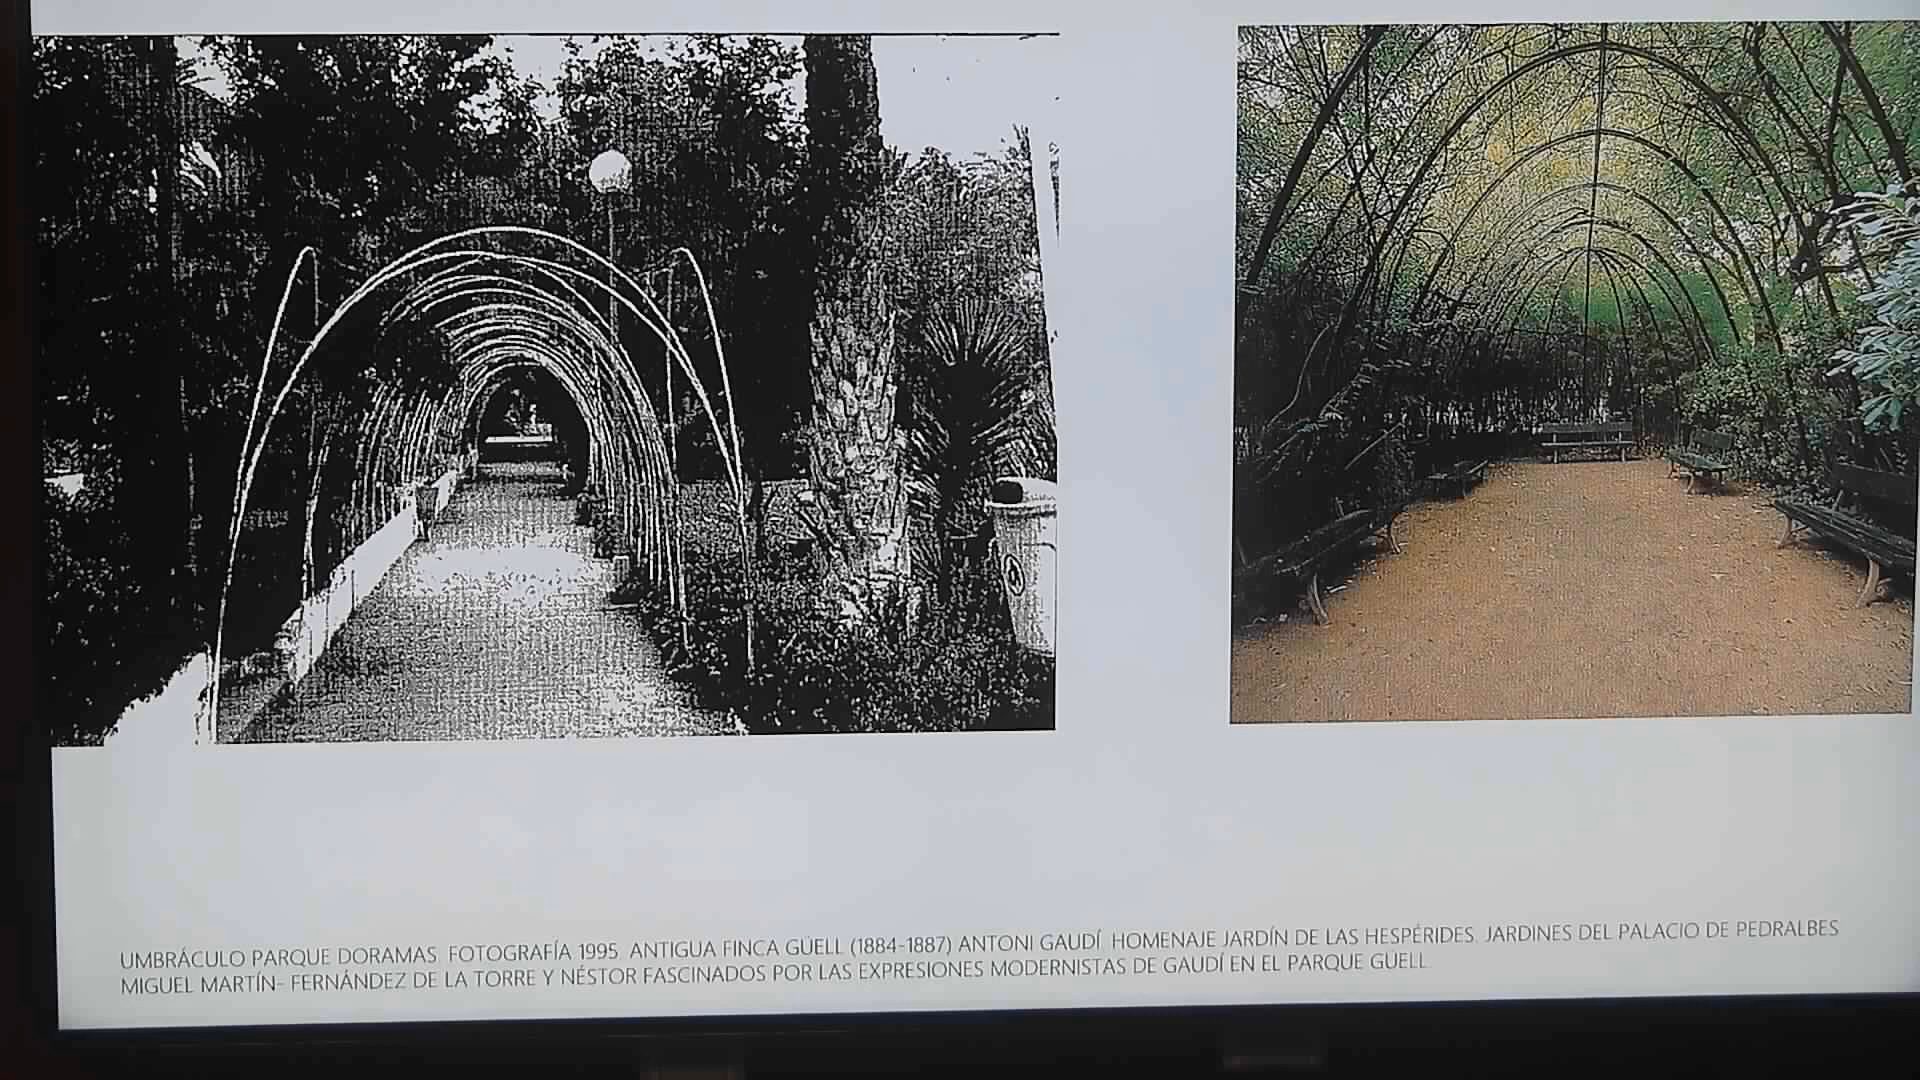 UMBRÁCULO PARQUE DORAMAS. FOTOGRAFÍA 1995. ANTIGUA FINCA GÜELL (1884-1887) ANTONI GAUDÍ. HOMENAJE JARDÍN DE LAS HESPÉRIDES. JARDINES DEL PALACIO DE PEDRALBES
MIGUEL MARTÍN- FERNÁNDEZ DE LA TORRE Y NÉSTOR FASCINADOS POR LAS EXPRESIONES MODERNISTAS DE GAUDÍ EN EL PARQUE GÜELL.